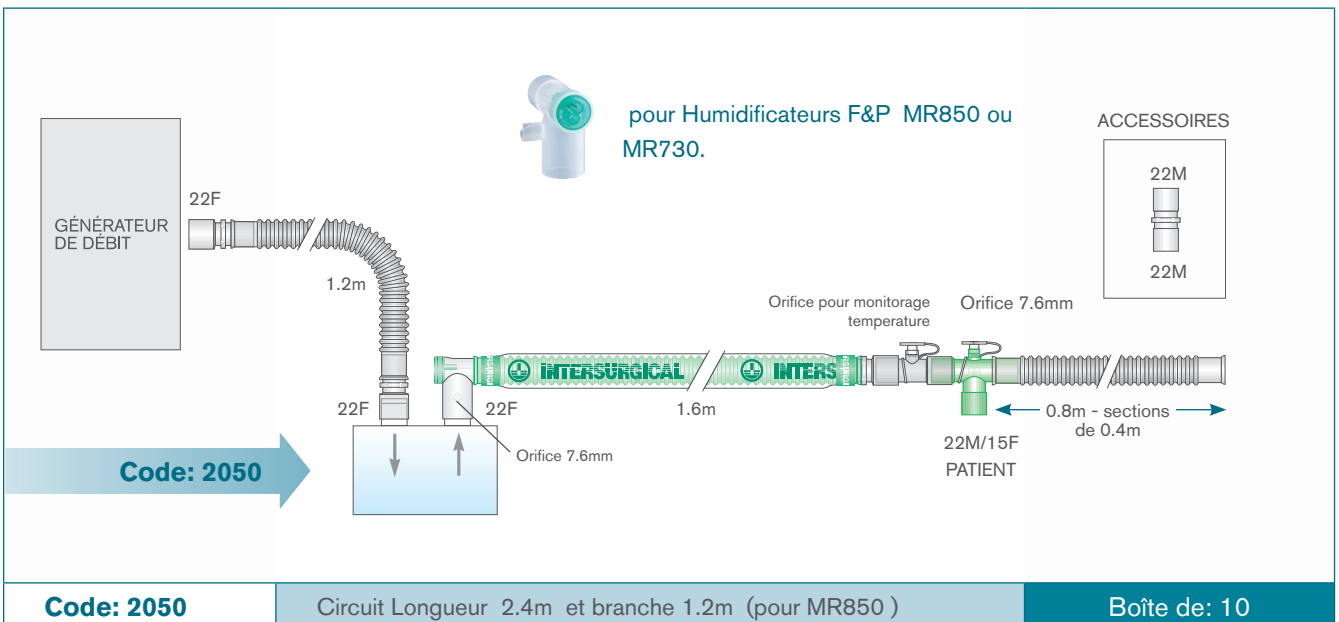 pour Humidificateurs F&P MR850 ou
MR730.
ACCESSOIRES
22M
22M
GÉNÉRATEUR
DE DÉBIT
22F
1.2m
Orifice pour monitorage
temperature
Orifice 7.6mm
INTERSURGICAL
INTERS
22F
22F
1.6m
0.8m - sections
de 0.4m
Orifice 7.6mm
22M/15F
PATIENT
Code: 2050
Code: 2050
Circuit Longueur 2.4m et branche 1.2m (pour MR850 )
Boîte de: 10